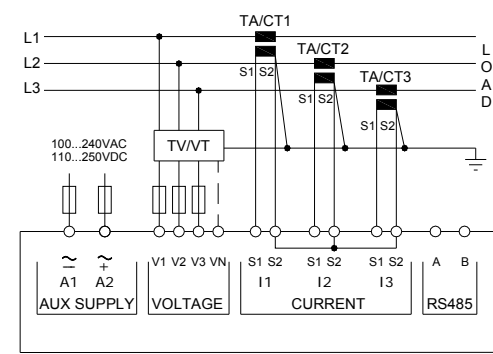 TA/CT1
L1
L2
TA/CT2
L
O
A
D
S1 S2
L3
TA/CT3
S1 S2
S1 S2
100...240VAC
110...250VDC
TV/VT
V1 V2 V3 VN
S1 S2
S1 S2
S1 S2
A
B
A1
A2
I1
I2
I3
AUX SUPPLY
VOLTAGE
CURRENT
RS485